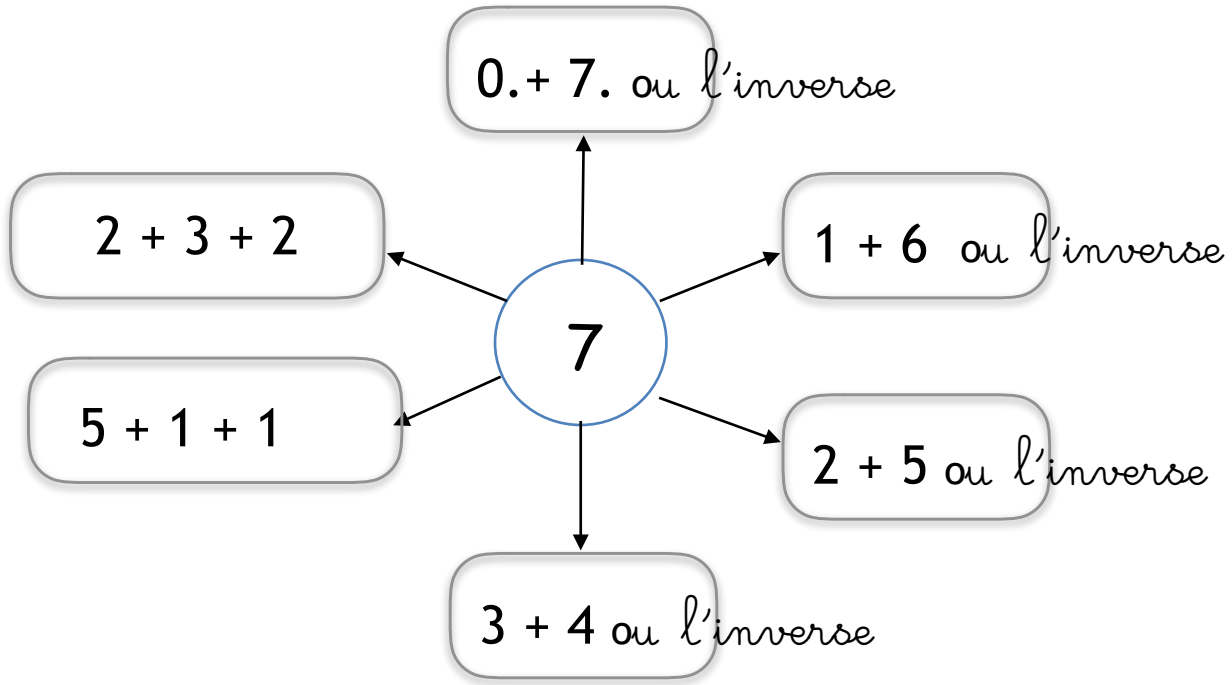 0.+ 7. ou l'inverse
2 + 3 + 2
1 + 6 ou l'inverse
7
5 + 1 + 1
2 + 5 ou l'inverse
3 + 4 ou l'inverse